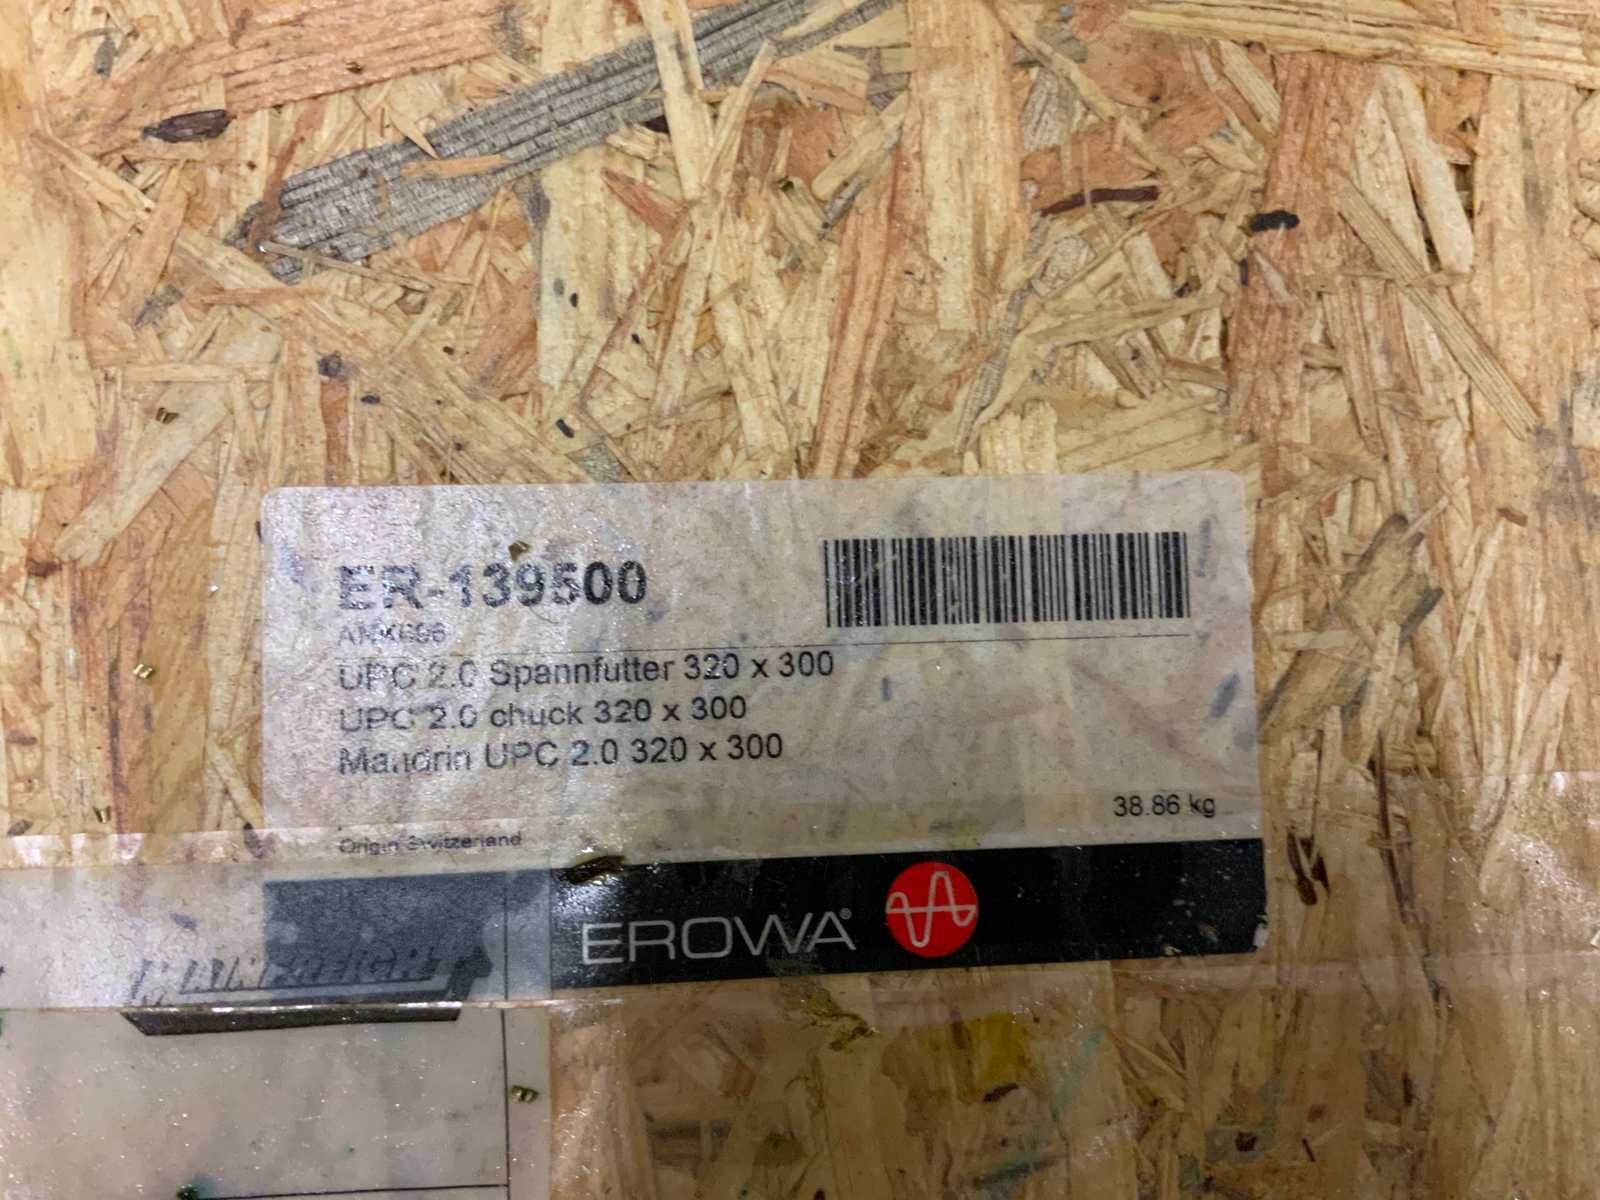 ER-139500
UPC 2.0 Spannfutter 320 x 300
UPC 2.0 chuck 320 x 300
Mandrin UPC 2.0 320 x 300
38.86 kg
Origin Switzerland
EROWA®
MAINFREIGHT